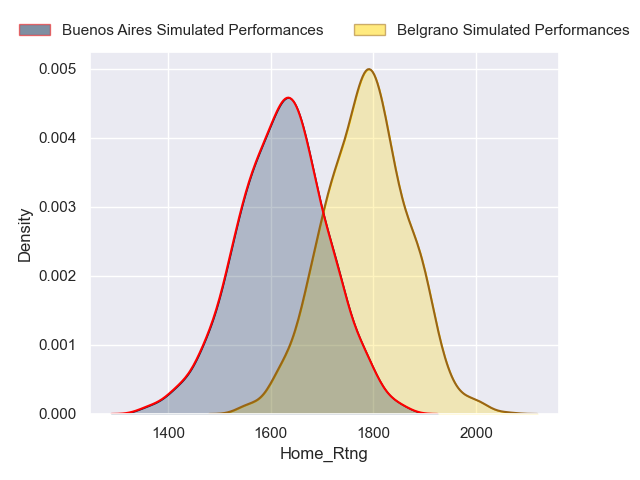 Buenos Aires Simulated Performances
Belgrano Simulated Performances
0.005
0.004
0.003
0.002
0.001
0.000
Density
1400 1600 1800 2000
Home_Rtng